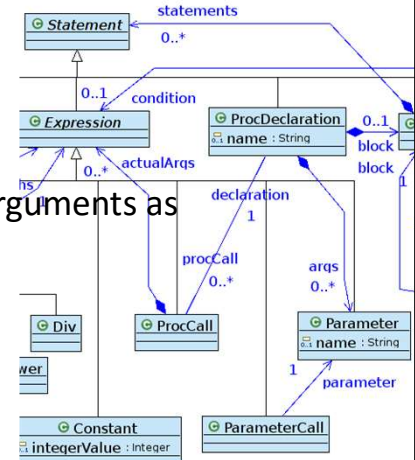 statements
Statement
0..*
0..1 condition
Expression
ProcDeclaration
0..1
name : String
block
block
0..* actualArgs
1
declaration
rguments as
1
procCall
0..*
args
0..*
Div
ProcCall
Parameter
name : String
wer
1
parameter
Constant
ParameterCall
integerValue : Integer